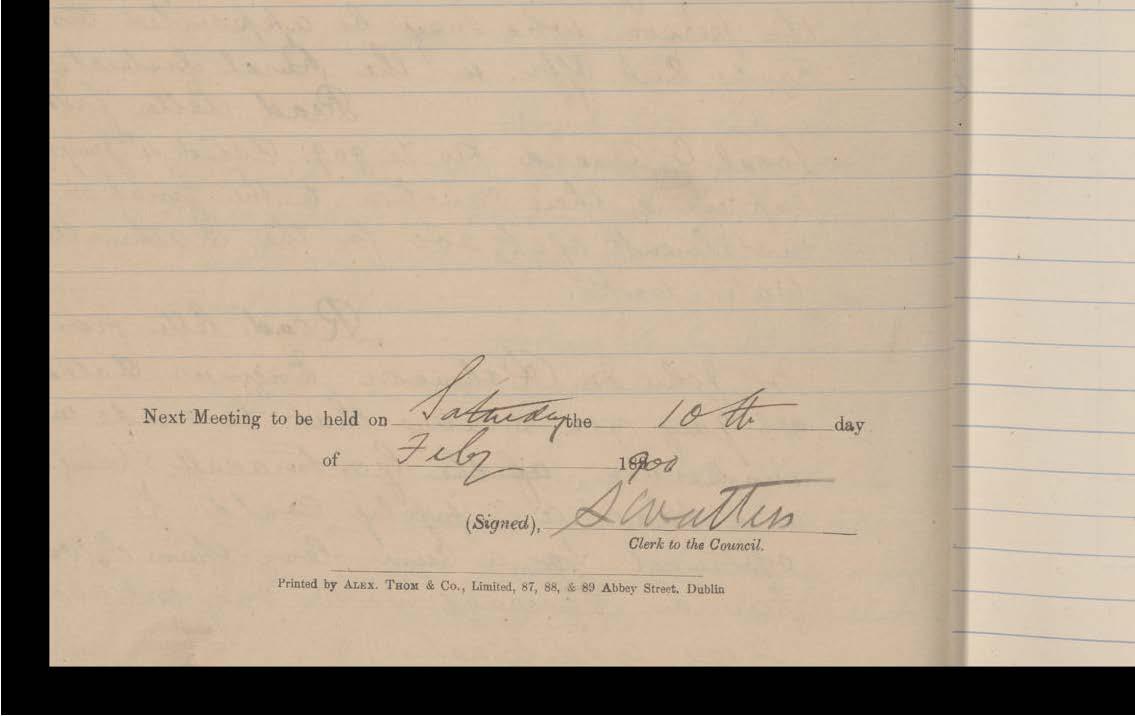 Next Meeting to be held on Saturday the 10th day
of Feby 1900
(Signed), S Watters
Clerk to the Council.
Printed by ALEX. THOM & Co., Limited, 87, 88, & 89 Abbey Street, Dublin